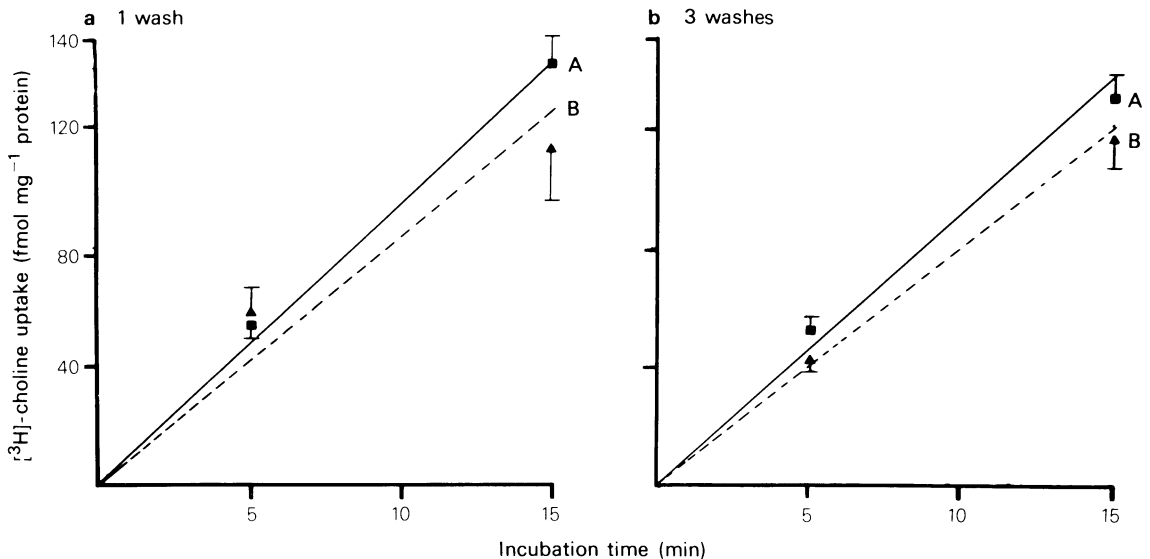 a 1 wash
b 3 washes
[³H]-choline uptake (fmol mg⁻¹ protein)
140
120
80
40
A
B
A
B
5
10
15
5
10
15
Incubation time (min)